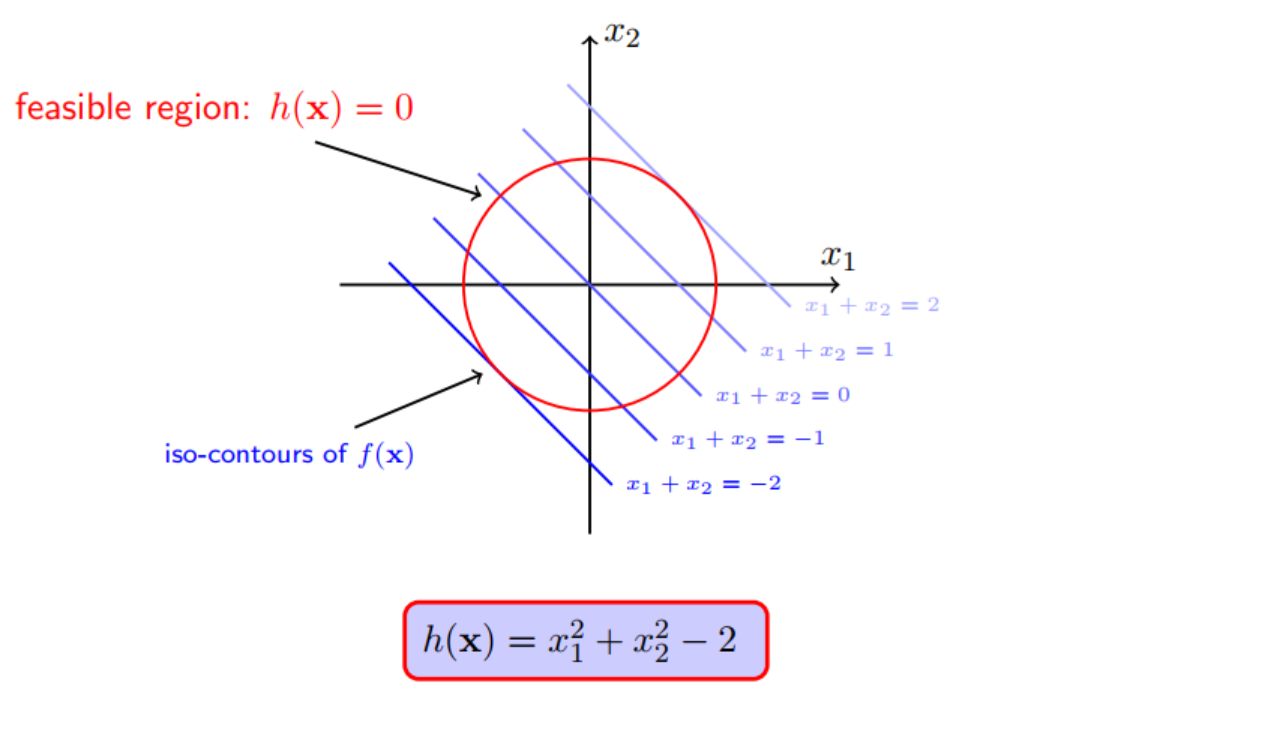 x₂
feasible region: h(𝐱) = 0
x₁
x₁ + x₂ = 2
x₁ + x₂ = 1
x₁ + x₂ = 0
x₁ + x₂ = −1
iso-contours of f(𝐱)
x₁ + x₂ = −2
h(𝐱) = x₁² + x₂² − 2